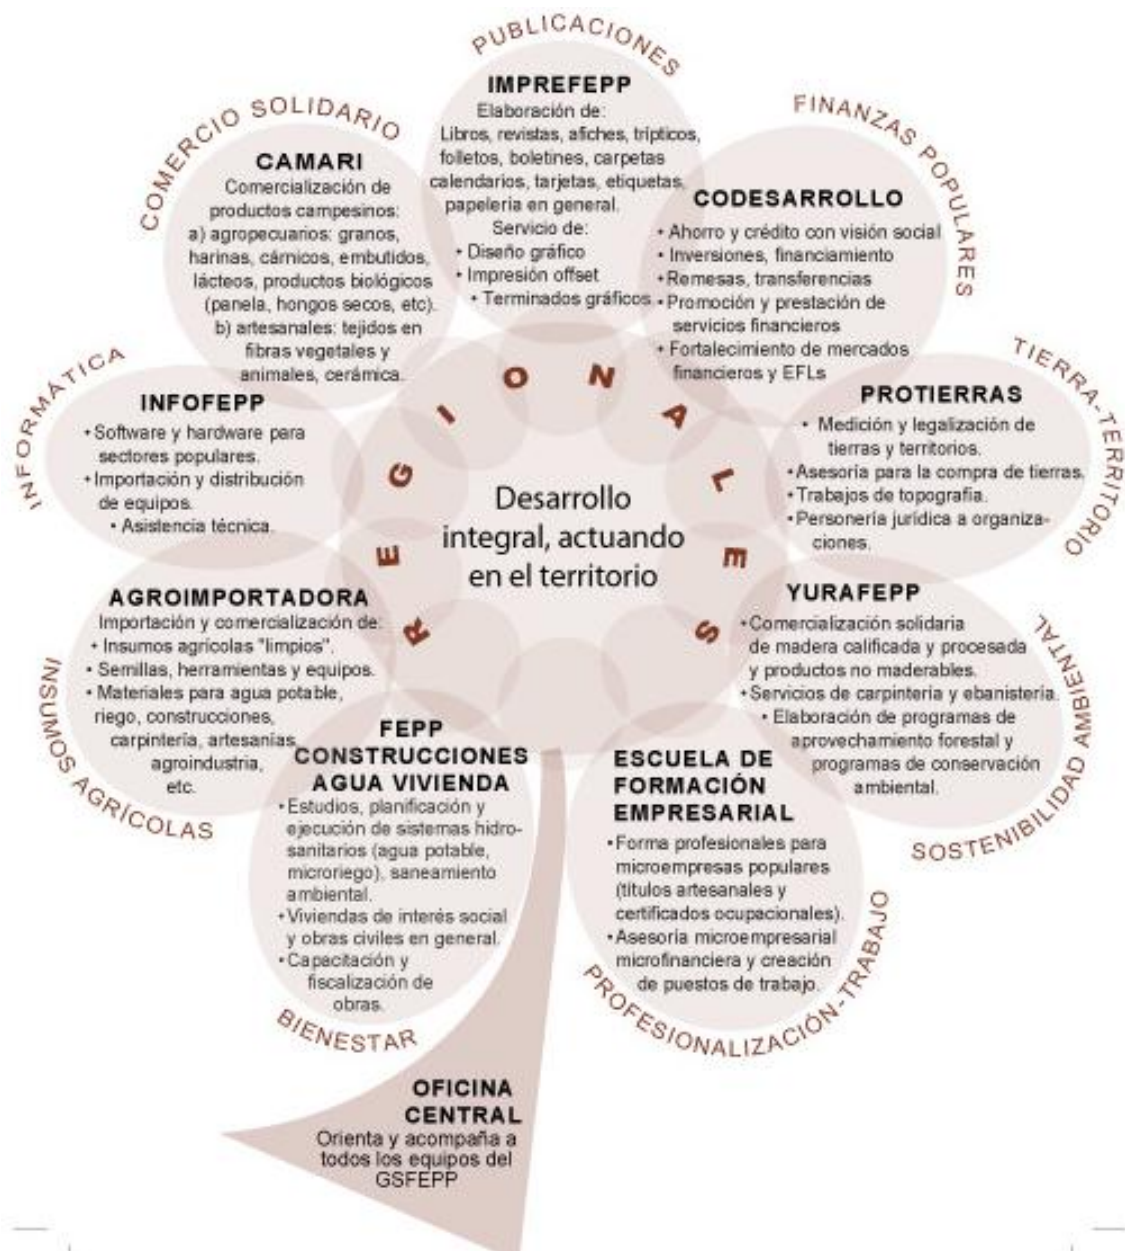 PUBLICACIONES
IMPREFEPP
Elaboración de:
Libros, revistas, afiches, trípticos,
folletos, boletines, carpetas
calendarios, tarjetas, etiquetas,
papelería en general.
Servicio de:
• Diseño gráfico
• Impresión offset
• Terminados gráficos.
COMERCIO SOLIDARIO
CAMARI
Comercialización de
productos campesinos:
a) agropecuarios: granos,
harinas, cárnicos, embutidos,
lácteos, productos biológicos
(panela, hongos secos, etc).
b) artesanales: tejidos en
fibras vegetales y
animales, cerámica.
FINANZAS POPULARES
CODESARROLLO
• Ahorro y crédito con visión social
• Inversiones, financiamiento
• Remesas, transferencias
• Promoción y prestación de
servicios financieros
• Fortalecimiento de mercados
financieros y EFLs
INFORMÁTICA
INFOFEPP
• Software y hardware para
sectores populares.
• Importación y distribución
de equipos.
• Asistencia técnica.
REGIONALES
Desarrollo
integral, actuando
en el territorio
TIERRA-TERRITORIO
PROTIERRAS
• Medición y legalización de
tierras y territorios.
• Asesoría para la compra de tierras.
• Trabajos de topografía.
• Personería jurídica a organiza-
ciones.
INSUMOS AGRÍCOLAS
AGROIMPORTADORA
Importación y comercialización de:
• Insumos agrícolas "limpios".
• Semillas, herramientas y equipos.
• Materiales para agua potable,
riego, construcciones,
carpintería, artesanías,
agroindustria,
etc.
SOSTENIBILIDAD AMBIENTAL
YURAFEPP
• Comercialización solidaria
de madera calificada y procesada
y productos no maderables.
• Servicios de carpintería y ebanistería.
• Elaboración de programas de
aprovechamiento forestal y
programas de conservación
ambiental.
FEPP
CONSTRUCCIONES
AGUA VIVIENDA
• Estudios, planificación y
ejecución de sistemas hidro-
sanitarios (agua potable,
microriego), saneamiento
ambiental.
• Viviendas de interés social
y obras civiles en general.
• Capacitación y
fiscalización de
obras.
BIENESTAR
ESCUELA DE
FORMACIÓN
EMPRESARIAL
• Forma profesionales para
microempresas populares
(títulos artesanales y
certificados ocupacionales).
• Asesoría microempresarial
microfinanciera y creación
de puestos de trabajo.
PROFESIONALIZACIÓN-TRABAJO
OFICINA
CENTRAL
Orienta y acompaña a
todos los equipos del
GSFEPP